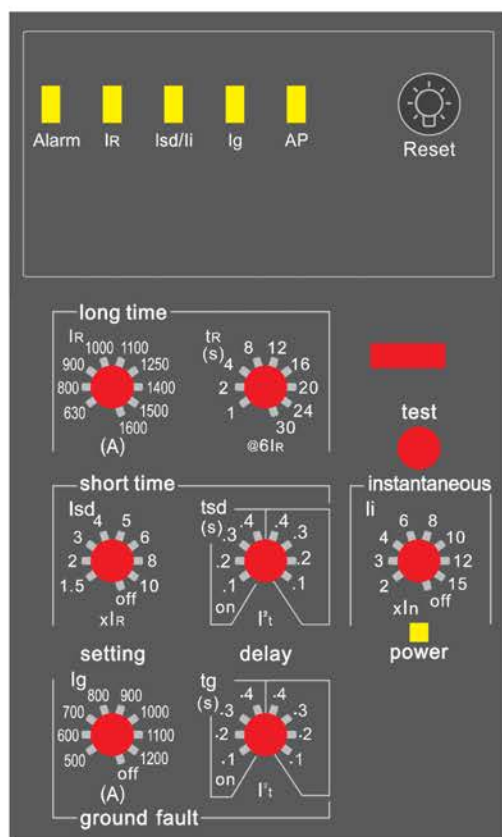 Alarm IR Isd/Ii Ig AP
Reset
long time
IR
630 800 900 1000 1100 1250 1400 1500 1600
(A)
tR
(s)
1 2 4 8 12 16 20 24 30
@6IR
test
short time
Isd
1.5 2 3 4 5 6 8 10 off
xIR
tsd
(s)
.1 .2 .3 .4 .4 .3 .2 .1
on I²t
instantaneous
Ii
2 3 4 6 8 10 12 15 off
xIn
power
setting delay
Ig
500 600 700 800 900 1000 1100 1200 off
(A)
tg
(s)
.1 .2 .3 .4 .4 .3 .2 .1
on I²t
ground fault